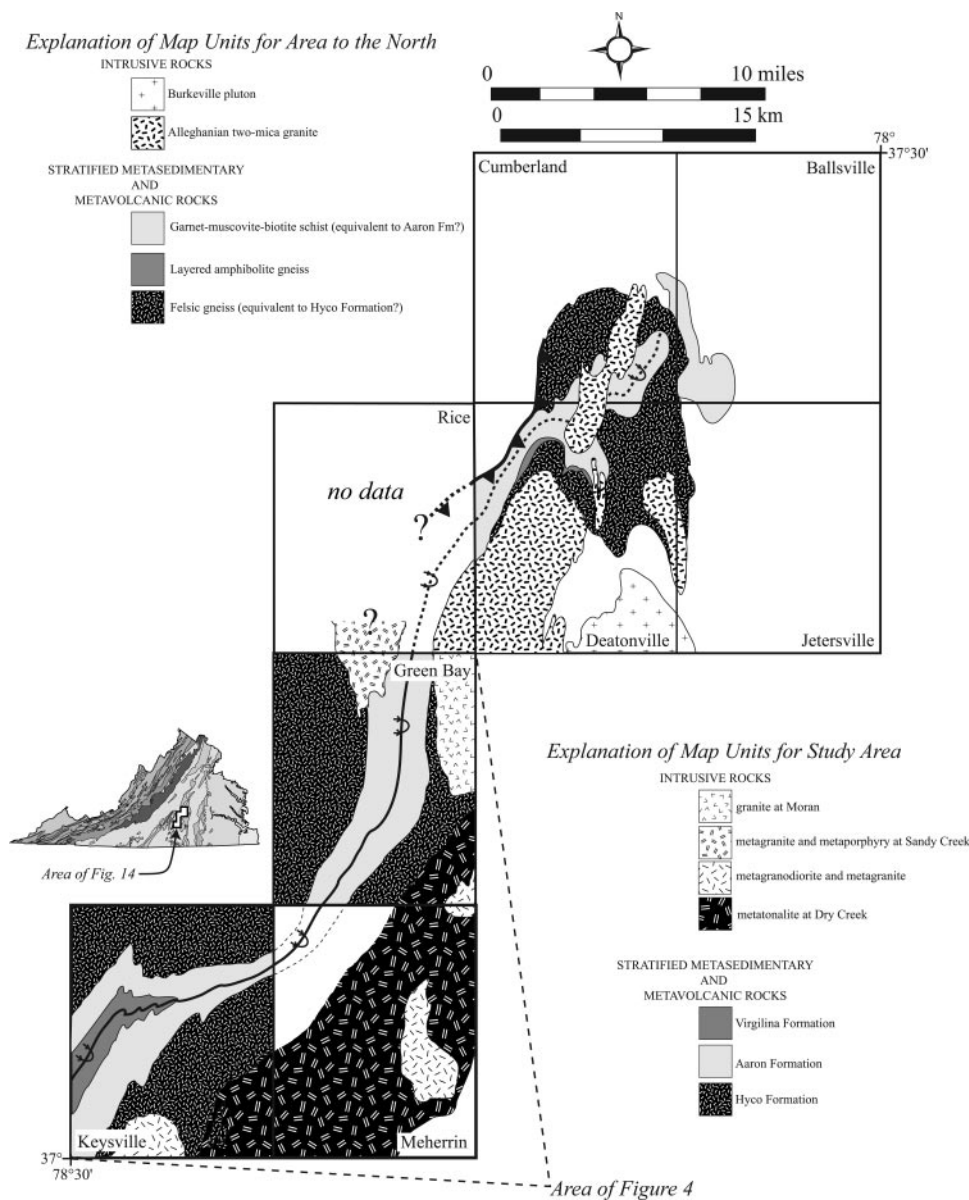 Explanation of Map Units for Area to the North
INTRUSIVE ROCKS
Burkeville pluton
Alleghanian two-mica granite
STRATIFIED METASEDIMENTARY
AND
METAVOLCANIC ROCKS
Garnet-muscovite-biotite schist (equivalent to Aaron Fm?)
Layered amphibolite gneiss
Felsic gneiss (equivalent to Hyco Formation?)
N
0 10 miles
0 15 km
78°
37°30'
Cumberland
Ballsville
Rice
no data
?
?
Deatonville
Jetersville
Green Bay
Area of Fig. 14
Explanation of Map Units for Study Area
INTRUSIVE ROCKS
granite at Moran
metagranite and metaporphyry at Sandy Creek
metagranodiorite and metagranite
metatonalite at Dry Creek
STRATIFIED METASEDIMENTARY
AND
METAVOLCANIC ROCKS
Virgilina Formation
Aaron Formation
Hyco Formation
Keysville
Meherrin
37°
78°30'
Area of Figure 4